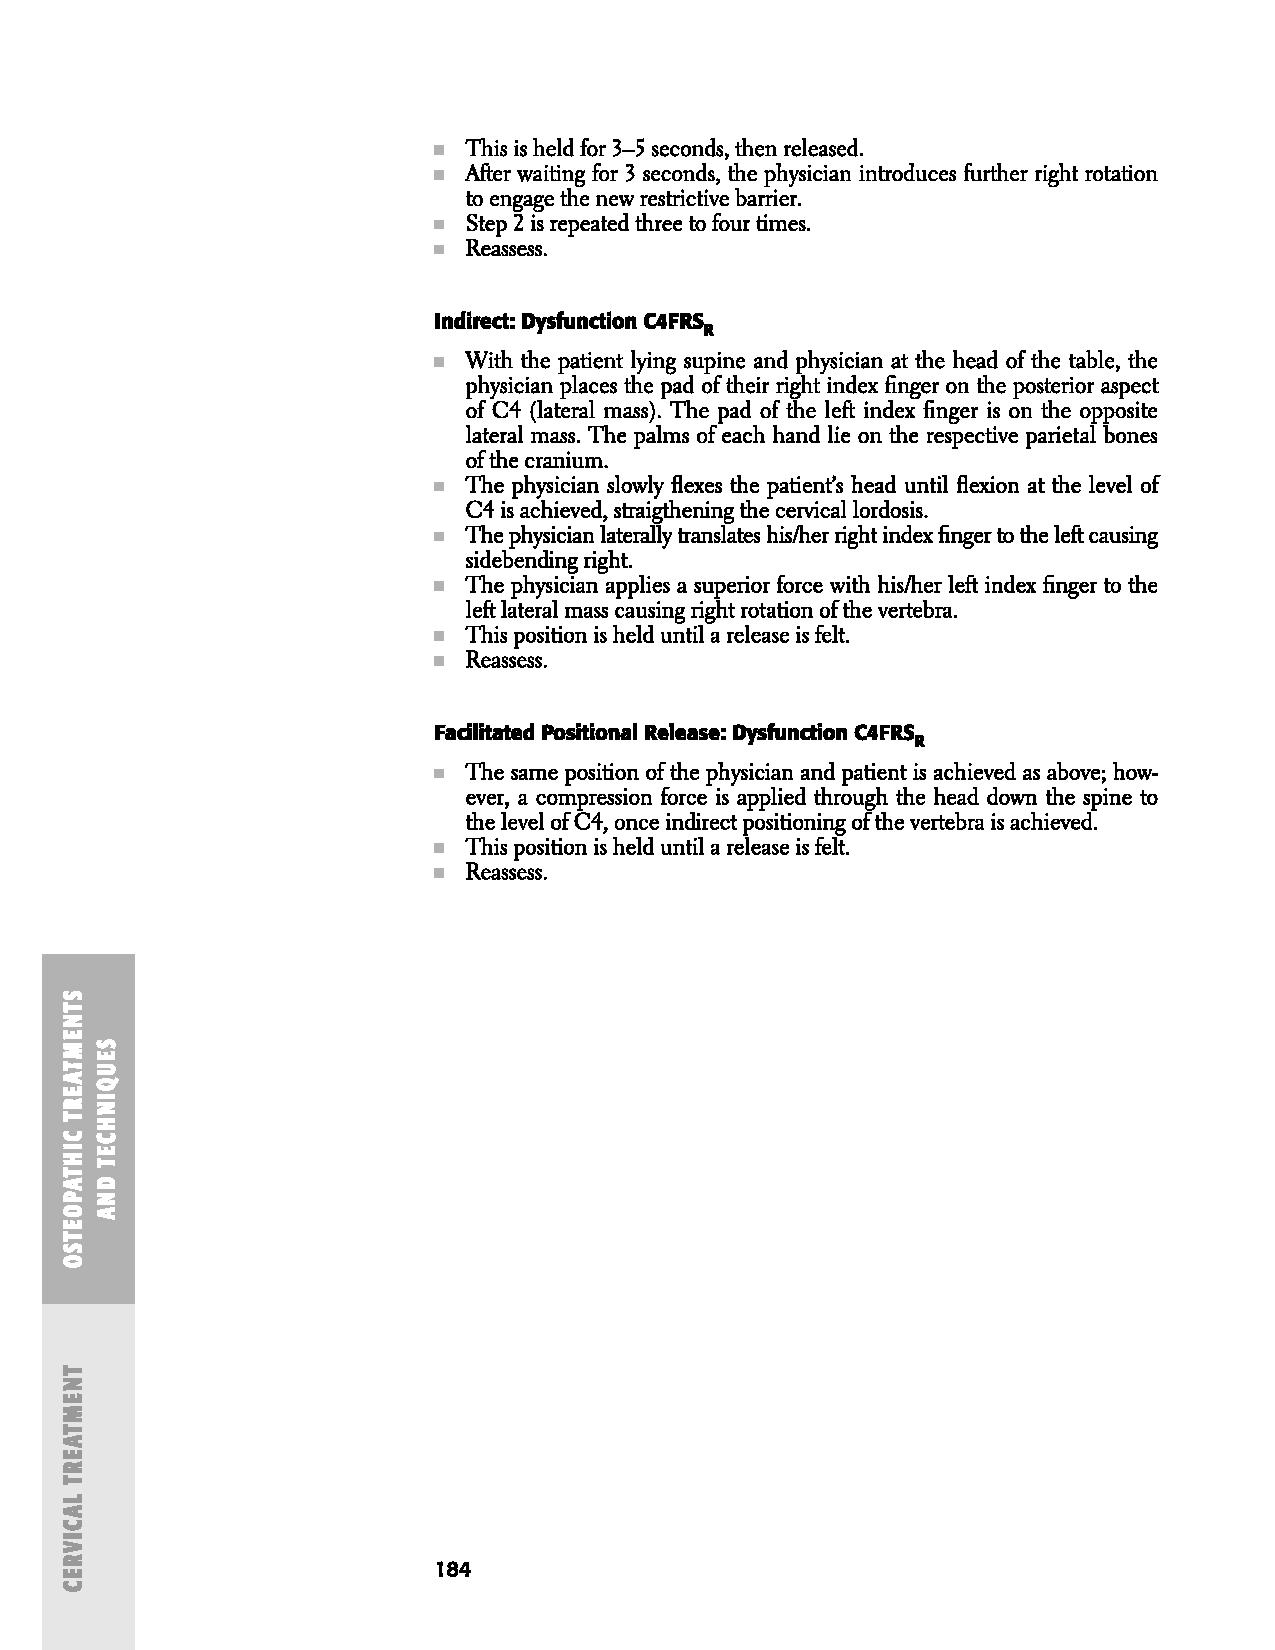 This is held for 3–5 seconds, then released.
After waiting for 3 seconds, the physician introduces further right rotation
to engage the new restrictive barrier.
Step 2 is repeated three to four times.
Reassess.
Indirect: Dysfunction C4FRSR
With the patient lying supine and physician at the head of the table, the
physician places the pad of their right index finger on the posterior aspect
of C4 (lateral mass). The pad of the left index finger is on the opposite
lateral mass. The palms of each hand lie on the respective parietal bones
of the cranium.
The physician slowly flexes the patient's head until flexion at the level of
C4 is achieved, straigthening the cervical lordosis.
The physician laterally translates his/her right index finger to the left causing
sidebending right.
The physician applies a superior force with his/her left index finger to the
left lateral mass causing right rotation of the vertebra.
This position is held until a release is felt.
Reassess.
Facilitated Positional Release: Dysfunction C4FRSR
The same position of the physician and patient is achieved as above; how-
ever, a compression force is applied through the head down the spine to
the level of C4, once indirect positioning of the vertebra is achieved.
This position is held until a release is felt.
Reassess.
OSTEOPATHIC TREATMENTS
AND TECHNIQUES
CERVICAL TREATMENT
184